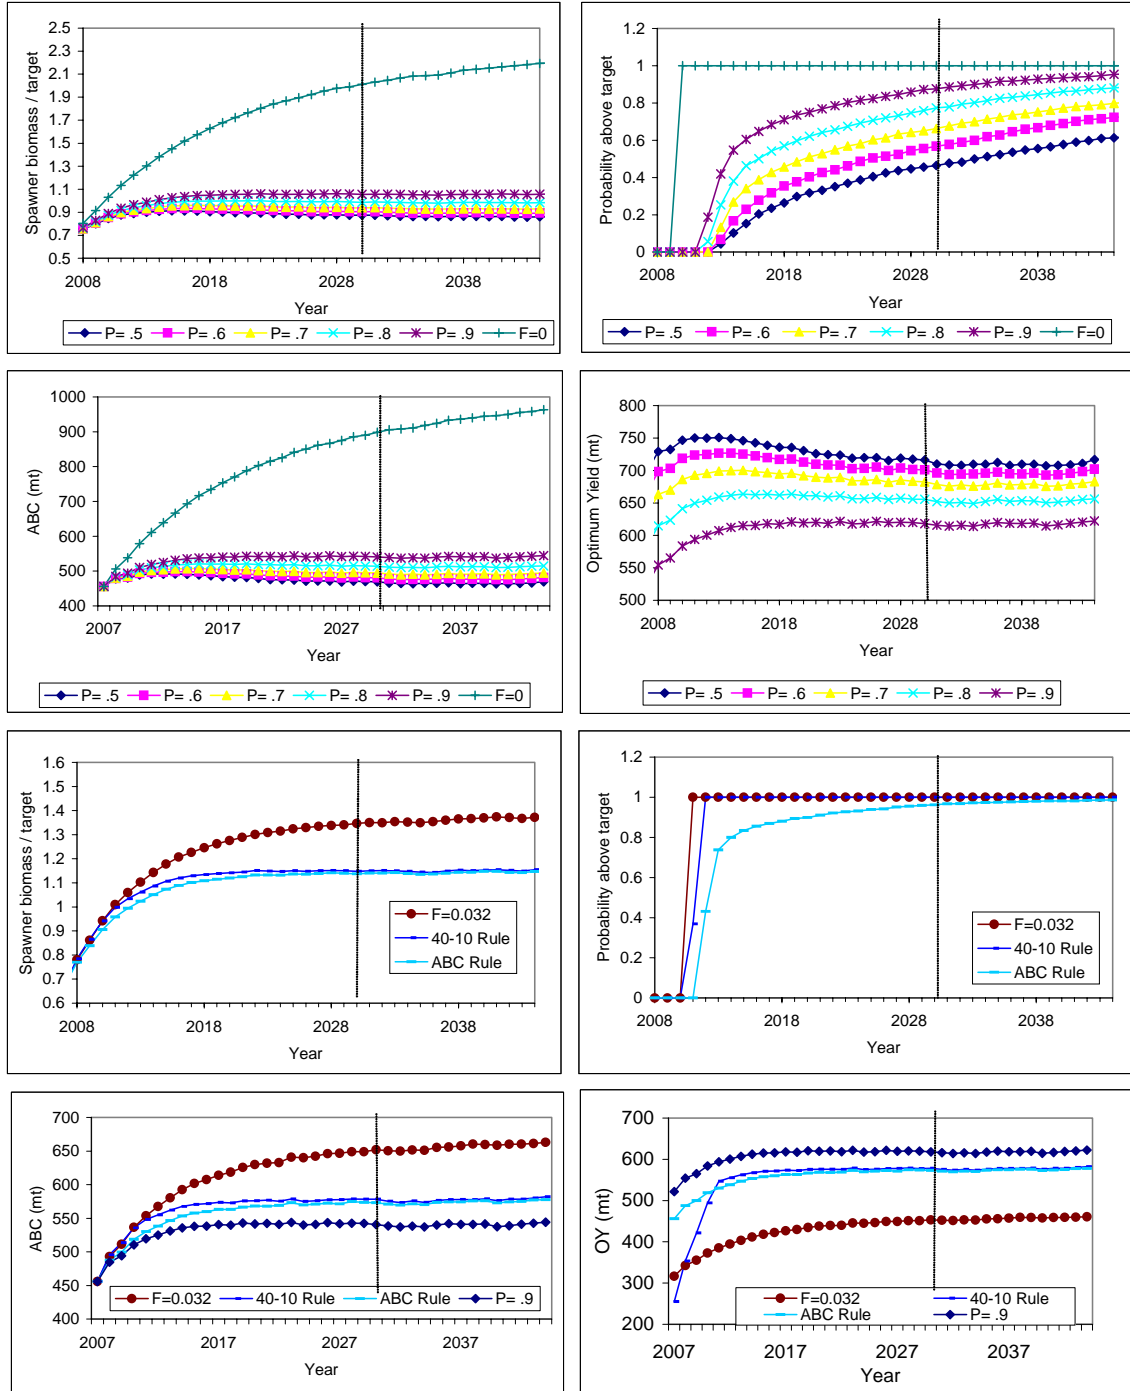 Spawner biomass / target
2.5
2.3
2.1
1.9
1.7
1.5
1.3
1.1
0.9
0.7
0.5
2008 2018 2028 2038
Year
P= .5 P= .6 P= .7 P= .8 P= .9 F=0
Probability above target
1.2
1
0.8
0.6
0.4
0.2
0
2008 2018 2028 2038
Year
P= .5 P= .6 P= .7 P= .8 P= .9 F=0
ABC (mt)
1000
900
800
700
600
500
400
2007 2017 2027 2037
Year
P= .5 P= .6 P= .7 P= .8 P= .9 F=0
Optimum Yield (mt)
800
750
700
650
600
550
500
2008 2018 2028 2038
Year
P= .5 P= .6 P= .7 P= .8 P= .9
Spawner biomass / target
1.6
1.5
1.4
1.3
1.2
1.1
1
0.9
0.8
0.7
0.6
F=0.032
40-10 Rule
ABC Rule
2008 2018 2028 2038
Year
Probability above target
1.2
1
0.8
0.6
0.4
0.2
0
F=0.032
40-10 Rule
ABC Rule
2008 2018 2028 2038
Year
ABC (mt)
700
650
600
550
500
450
400
F=0.032 40-10 Rule ABC Rule P= .9
2007 2017 2027 2037
Year
OY (mt)
700
600
500
400
300
200
F=0.032 40-10 Rule
ABC Rule P= .9
2007 2017 2027 2037
Year